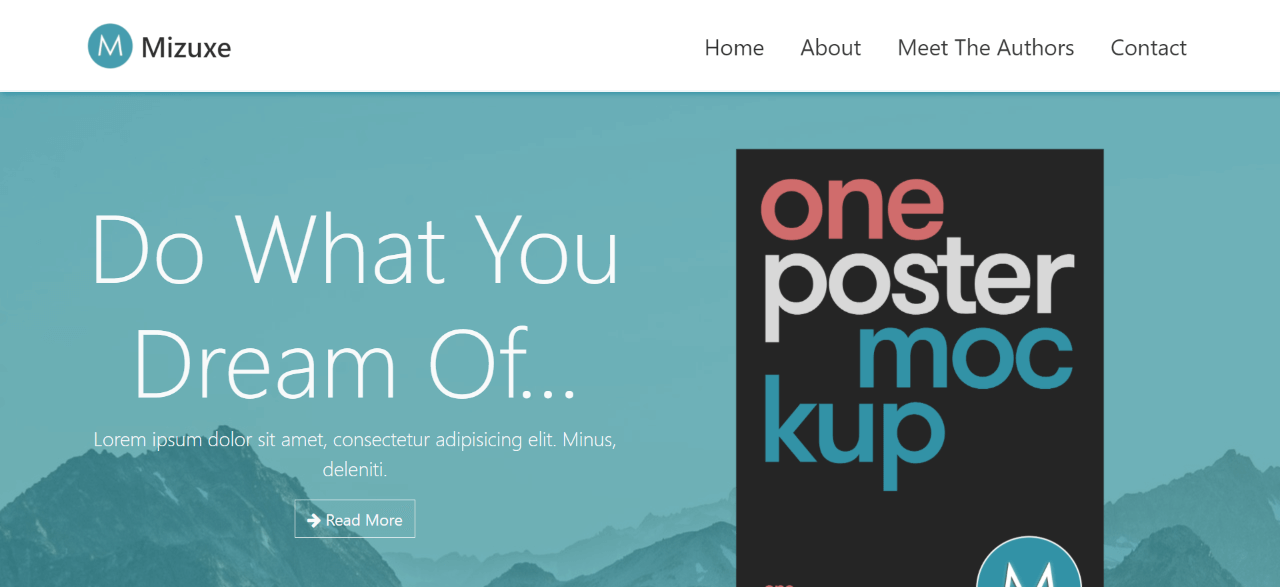 M Mizuxe
Home About Meet The Authors Contact
Do What You
Dream Of...
Lorem ipsum dolor sit amet, consectetur adipisicing elit. Minus,
deleniti.
Read More
one
poster
moc
kup
M